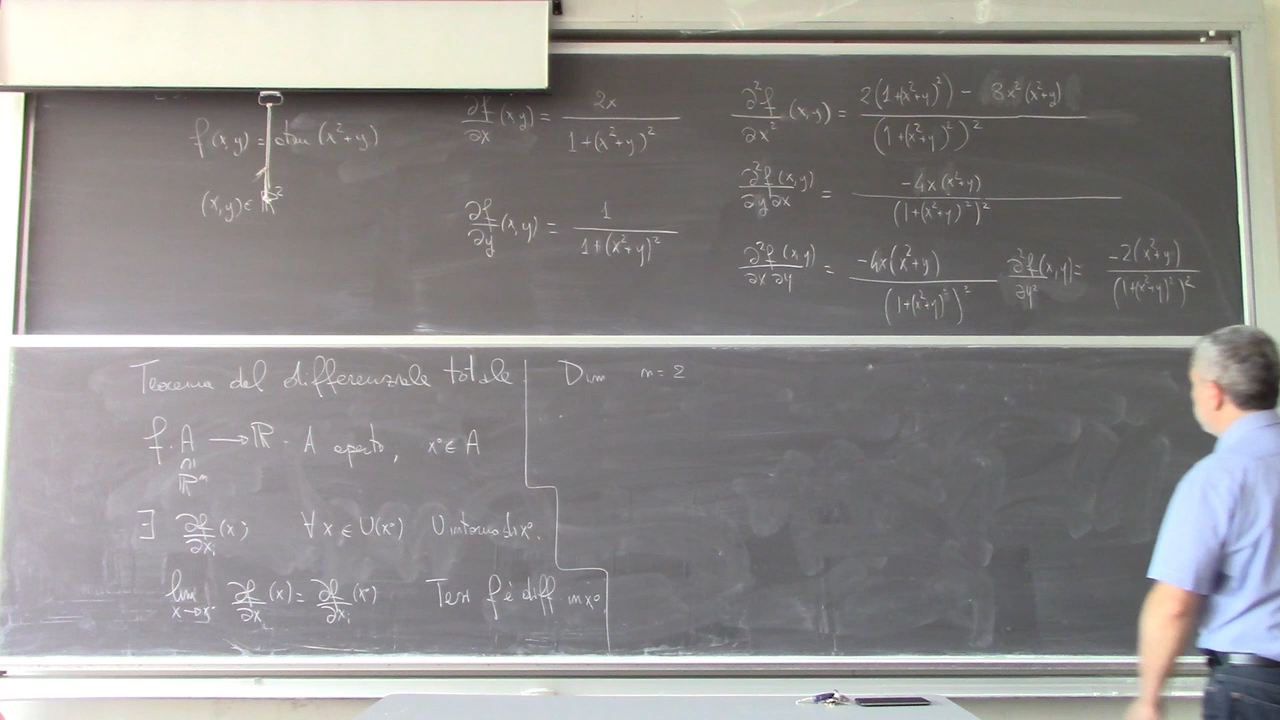 f(x,y) = atan (x²+y)
(x,y) ∈ ℝ²
∂f/∂x (x,y) = 2x / (1+(x²+y)²)
∂f/∂y (x,y) = 1 / (1+(x²+y)²)
∂²f/∂x² (x,y) = (2(1+(x²+y)²) - 8x²(x²+y)) / (1+(x²+y)²)²
∂²f(x,y)/∂y∂x = -4x(x²+y) / (1+(x²+y)²)²
∂²f(x,y)/∂x∂y = -4x(x²+y) / (1+(x²+y)²)² ∂²f/∂y² (x,y) = -2(x²+y) / (1+(x²+y)²)²
Teorema del differenziale totale
f: A → ℝ . A aperto, x° ∈ A
∩|
ℝⁿ
∃ ∂f/∂xᵢ (x) ∀ x ∈ U(x°) U intorno di x°.
lim x→x° ∂f/∂xᵢ (x) = ∂f/∂xᵢ (x°) Tesi f è diff in x°
Dim n=2